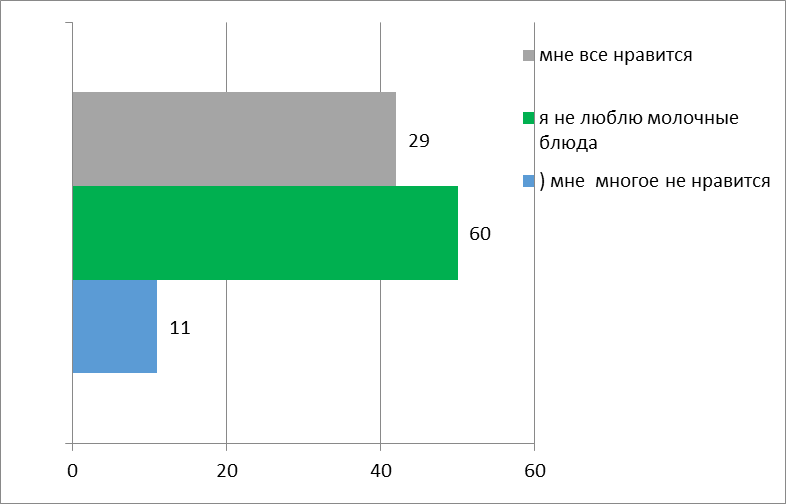 мне все нравится
29
я не люблю молочные
блюда
) мне  многое не нравится
60
11
0
20
40
60